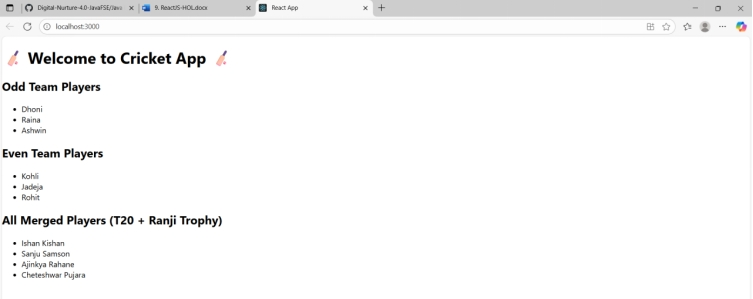 Digital-Nurture-4.0-JavaFSE/Java
9. ReactJS-HOL.docx
React App
localhost:3000
Welcome to Cricket App
Odd Team Players
Dhoni
Raina
Ashwin
Even Team Players
Kohli
Jadeja
Rohit
All Merged Players (T20 + Ranji Trophy)
Ishan Kishan
Sanju Samson
Ajinkya Rahane
Cheteshwar Pujara